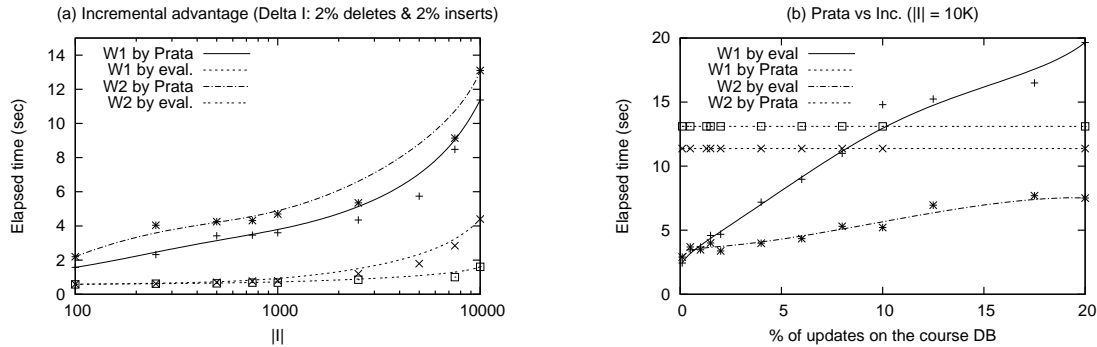 (a) Incremental advantage (Delta I: 2% deletes & 2% inserts)
14
12
10
8
6
4
2
0
Elapsed time (sec)
W1 by Prata
W1 by eval.
W2 by Prata
W2 by eval.
100
1000
10000
|I|
(b) Prata vs Inc. (|I| = 10K)
20
15
10
5
0
Elapsed time (sec)
W1 by eval
W1 by Prata
W2 by eval
W2 by Prata
0
5
10
15
20
% of updates on the course DB